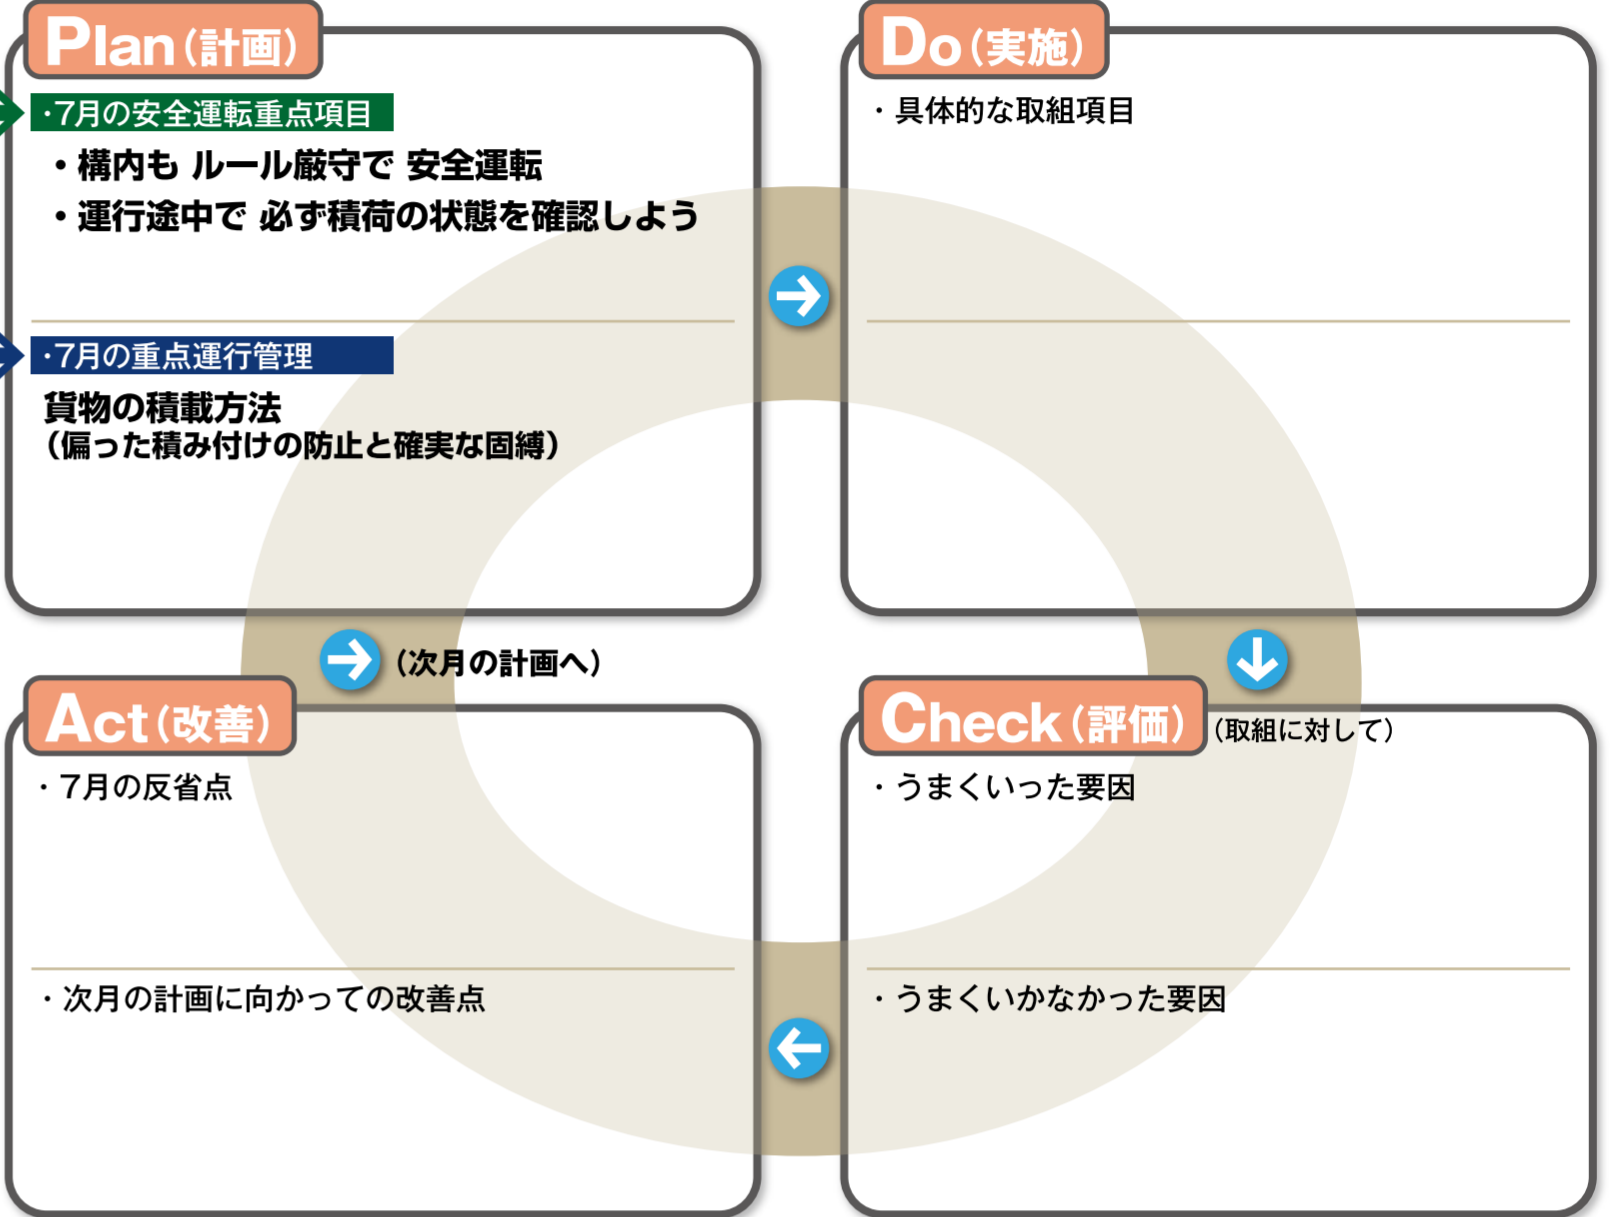 Plan(計画)
・7月の安全運転重点項目
・構内も ルール厳守で 安全運転
・運行途中で 必ず積荷の状態を確認しよう
・7月の重点運行管理
貨物の積載方法
(偏った積み付けの防止と確実な固縛)
Do(実施)
・具体的な取組項目
(次月の計画へ)
Check(評価) (取組に対して)
・うまくいった要因
・うまくいかなかった要因
Act(改善)
・7月の反省点
・次月の計画に向かっての改善点